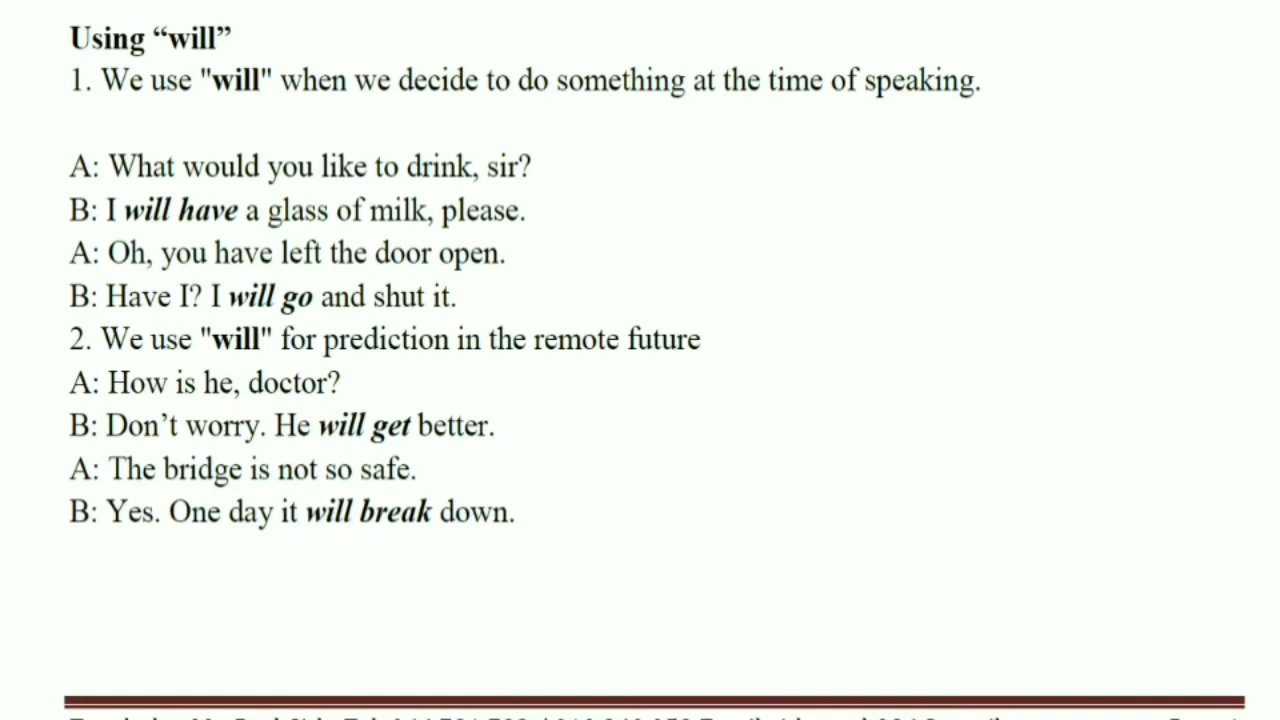 Using “will”
1. We use "will" when we decide to do something at the time of speaking.
A: What would you like to drink, sir?
B: I will have a glass of milk, please.
A: Oh, you have left the door open.
B: Have I? I will go and shut it.
2. We use "will" for prediction in the remote future
A: How is he, doctor?
B: Don’t worry. He will get better.
A: The bridge is not so safe.
B: Yes. One day it will break down.